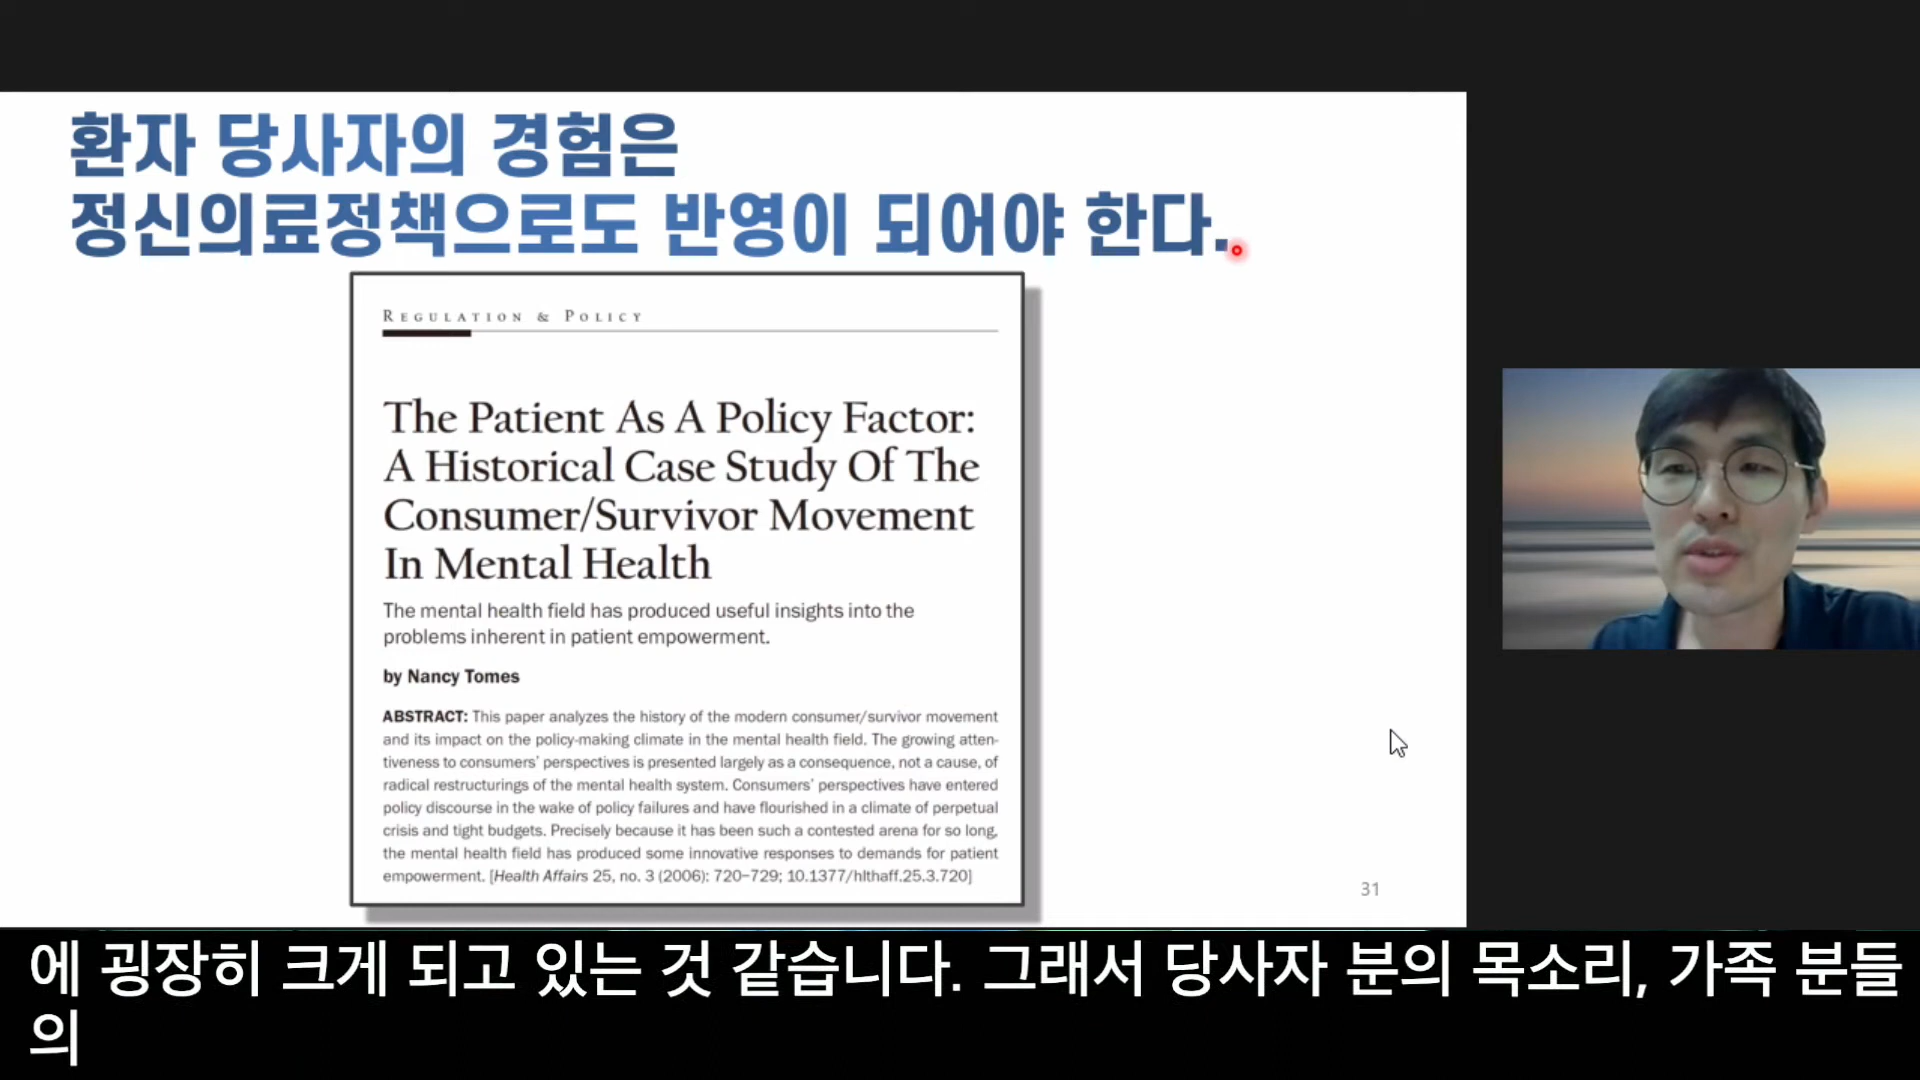 환자 당사자의 경험은
정신의료정책으로도 반영이 되어야 한다.
REGULATION & POLICY
The Patient As A Policy Factor:
A Historical Case Study Of The
Consumer/Survivor Movement
In Mental Health
The mental health field has produced useful insights into the
problems inherent in patient empowerment.
by Nancy Tomes
ABSTRACT: This paper analyzes the history of the modern consumer/survivor movement
and its impact on the policy-making climate in the mental health field. The growing atten-
tiveness to consumers' perspectives is presented largely as a consequence, not a cause, of
radical restructurings of the mental health system. Consumers' perspectives have entered
policy discourse in the wake of policy failures and have flourished in a climate of perpetual
crisis and tight budgets. Precisely because it has been such a contested arena for so long,
the mental health field has produced some innovative responses to demands for patient
empowerment. [Health Affairs 25, no. 3 (2006): 720–729; 10.1377/hlthaff.25.3.720]
31
에 굉장히 크게 되고 있는 것 같습니다. 그래서 당사자 분의 목소리, 가족 분들
의